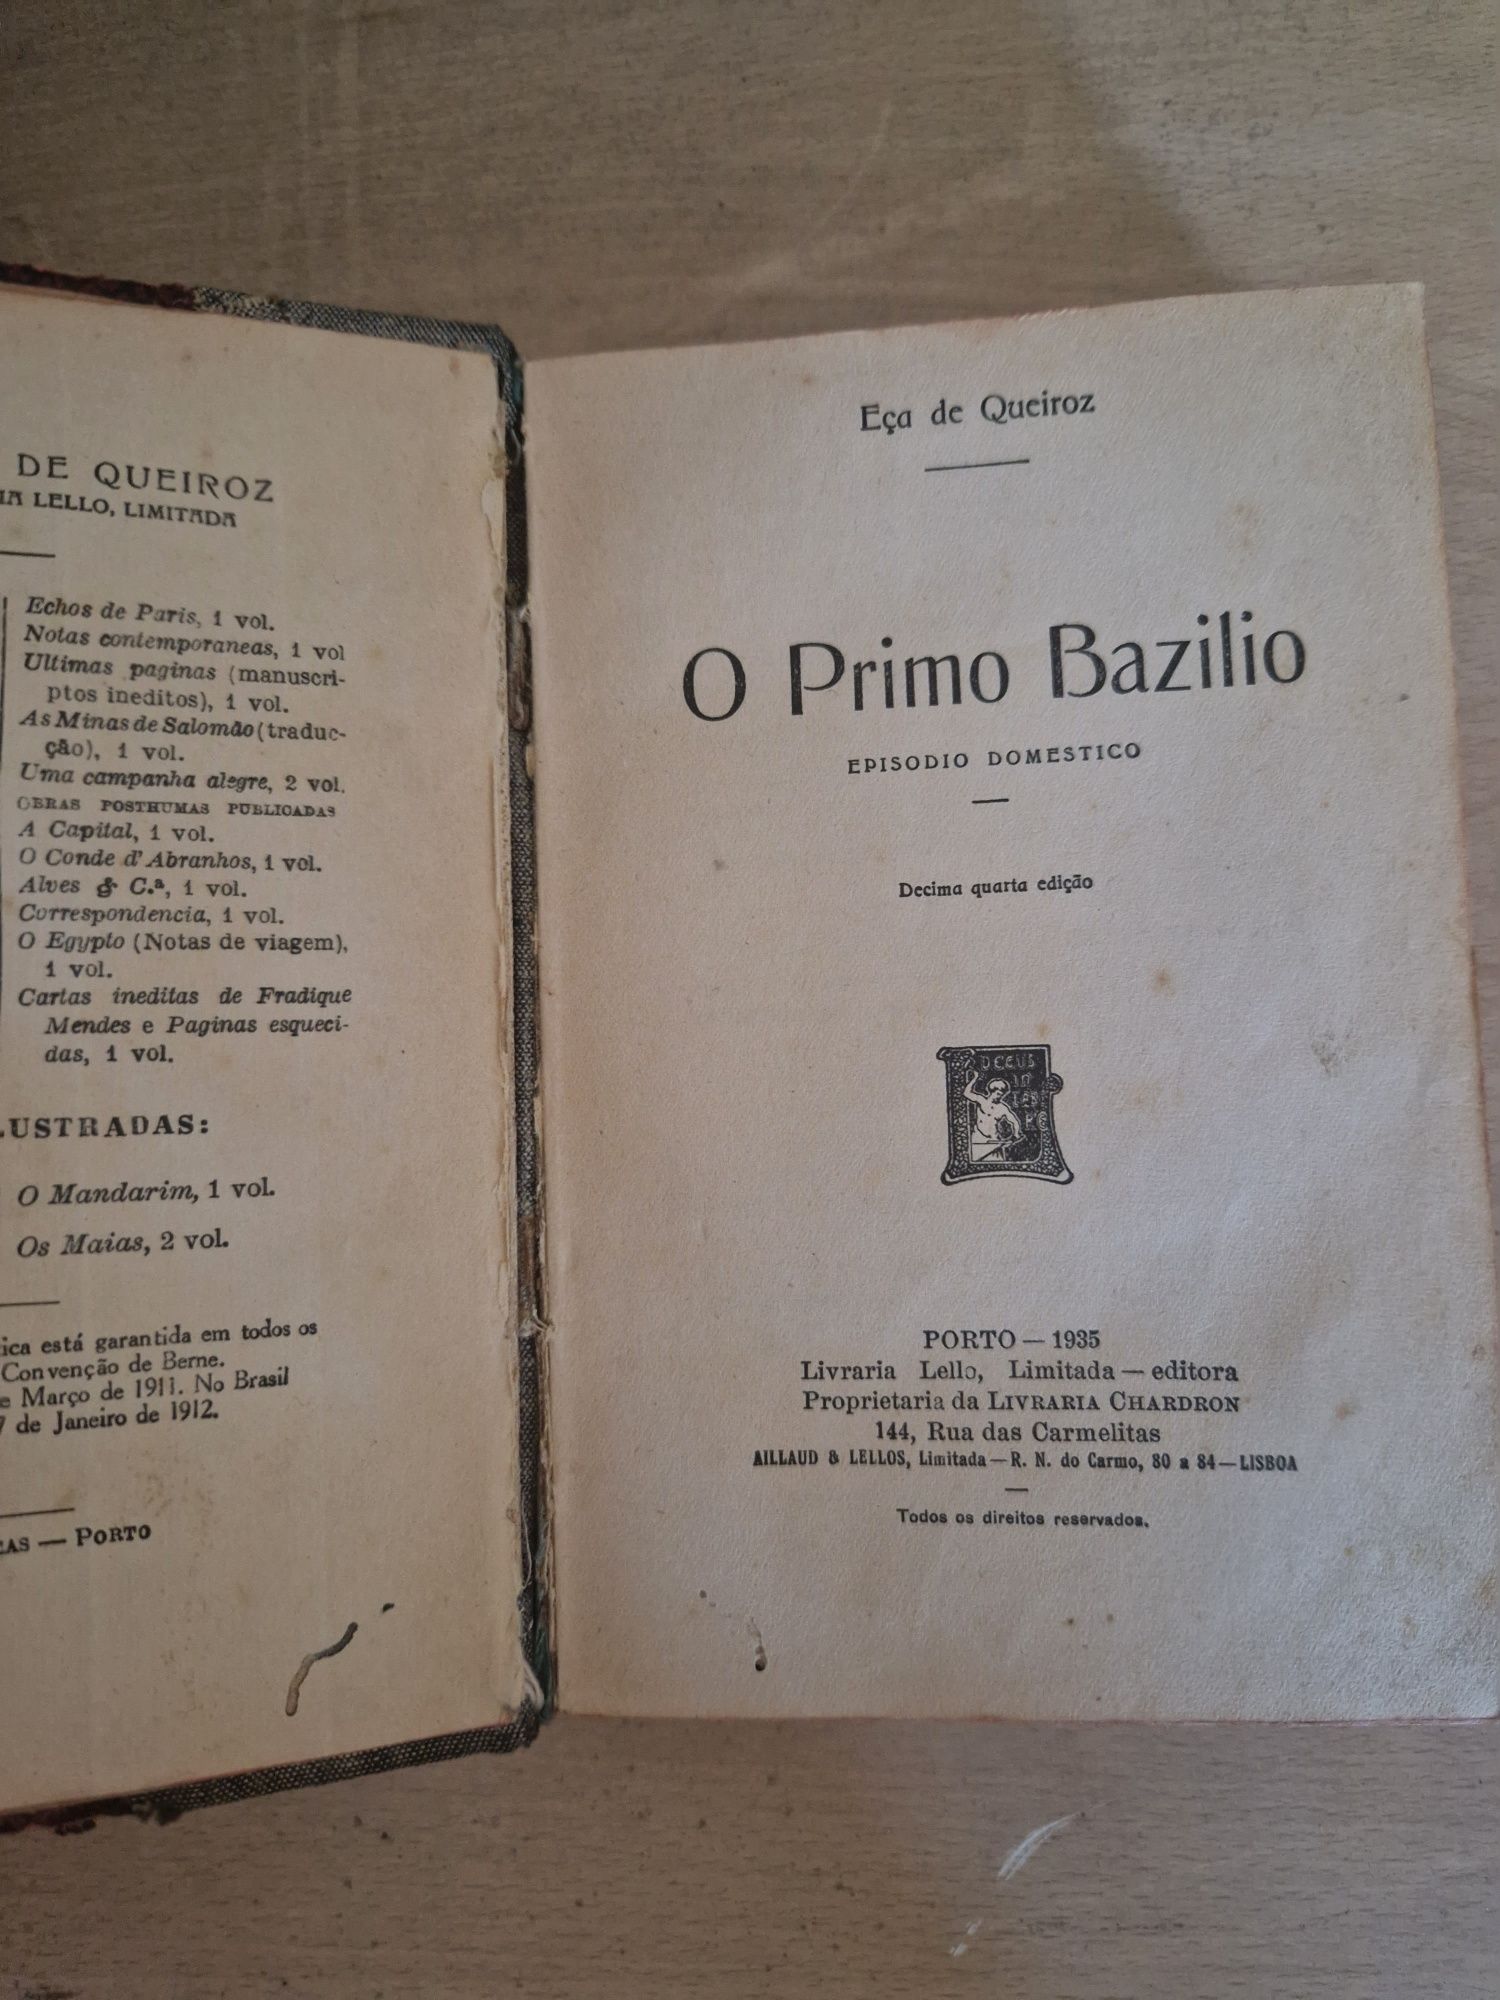 DE QUEIROZ
LELLO, LIMITADA
Echos de Paris, 1 vol.
Notas contemporaneas, 1 vol
Ultimas paginas (manuscri-
ptos ineditos), 1 vol.
As Minas de Salomão (traduc-
ção), 1 vol.
Uma campanha alegre, 2 vol.
OBRAS POSTHUMAS PUBLICADAS
A Capital, 1 vol.
O Conde d'Abranhos, 1 vol.
Alves & C.ª, 1 vol.
Correspondencia, 1 vol.
O Egypto (Notas de viagem),
1 vol.
Cartas ineditas de Fradique
Mendes e Paginas esqueci-
das, 1 vol.
LUSTRADAS:
O Mandarim, 1 vol.
Os Maias, 2 vol.
ica está garantida em todos os
Convenção de Berne.
e Março de 1911. No Brasil
7 de Janeiro de 1912.
— PORTO
Eça de Queiroz
O Primo Bazilio
EPISODIO DOMESTICO
Decima quarta edição
DECUS
IN
LABO
RE
PORTO — 1935
Livraria Lello, Limitada — editora
Proprietaria da LIVRARIA CHARDRON
144, Rua das Carmelitas
AILLAUD & LELLOS, Limitada — R. N. do Carmo, 80 a 84 — LISBOA
Todos os direitos reservados.